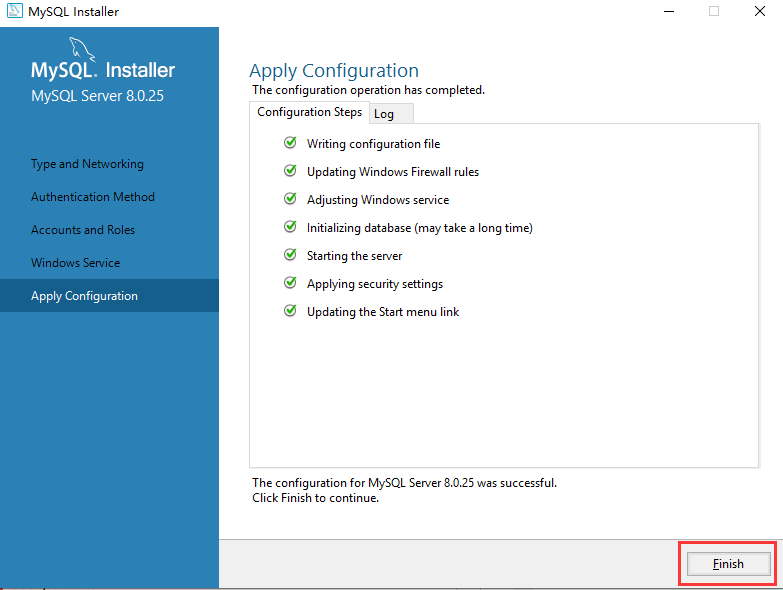 MySQL Installer
MySQL. Installer
MySQL Server 8.0.25
Type and Networking
Authentication Method
Accounts and Roles
Windows Service
Apply Configuration
Apply Configuration
The configuration operation has completed.
Configuration Steps Log
Writing configuration file
Updating Windows Firewall rules
Adjusting Windows service
Initializing database (may take a long time)
Starting the server
Applying security settings
Updating the Start menu link
The configuration for MySQL Server 8.0.25 was successful.
Click Finish to continue.
Finish